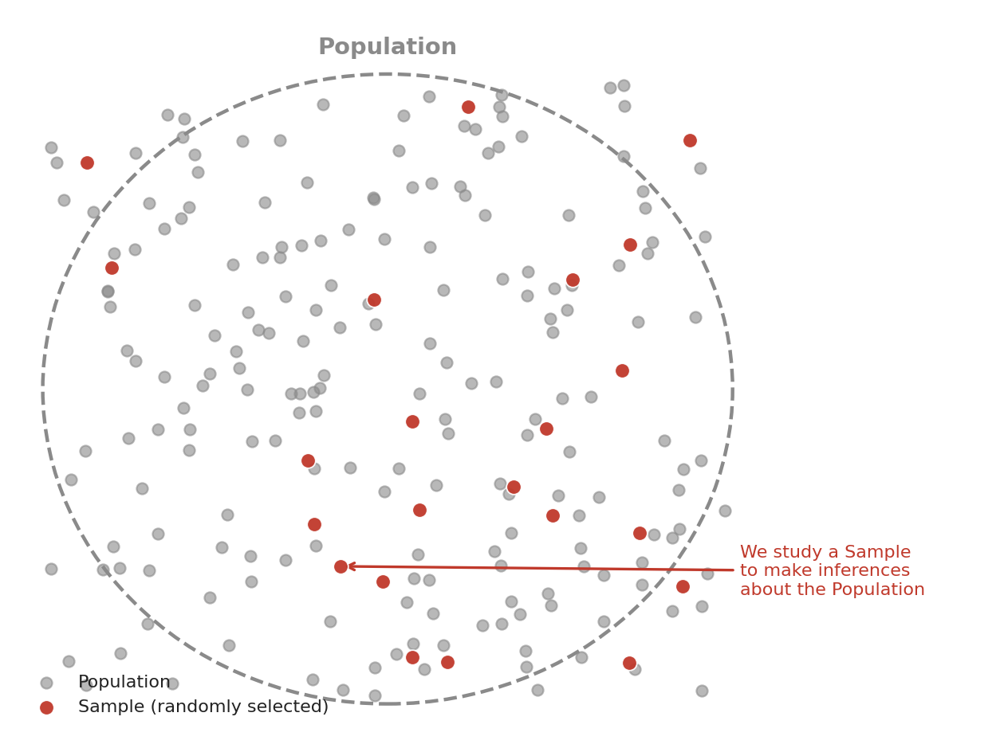 Population
We study a Sample
to make inferences
about the Population
Population
Sample (randomly selected)